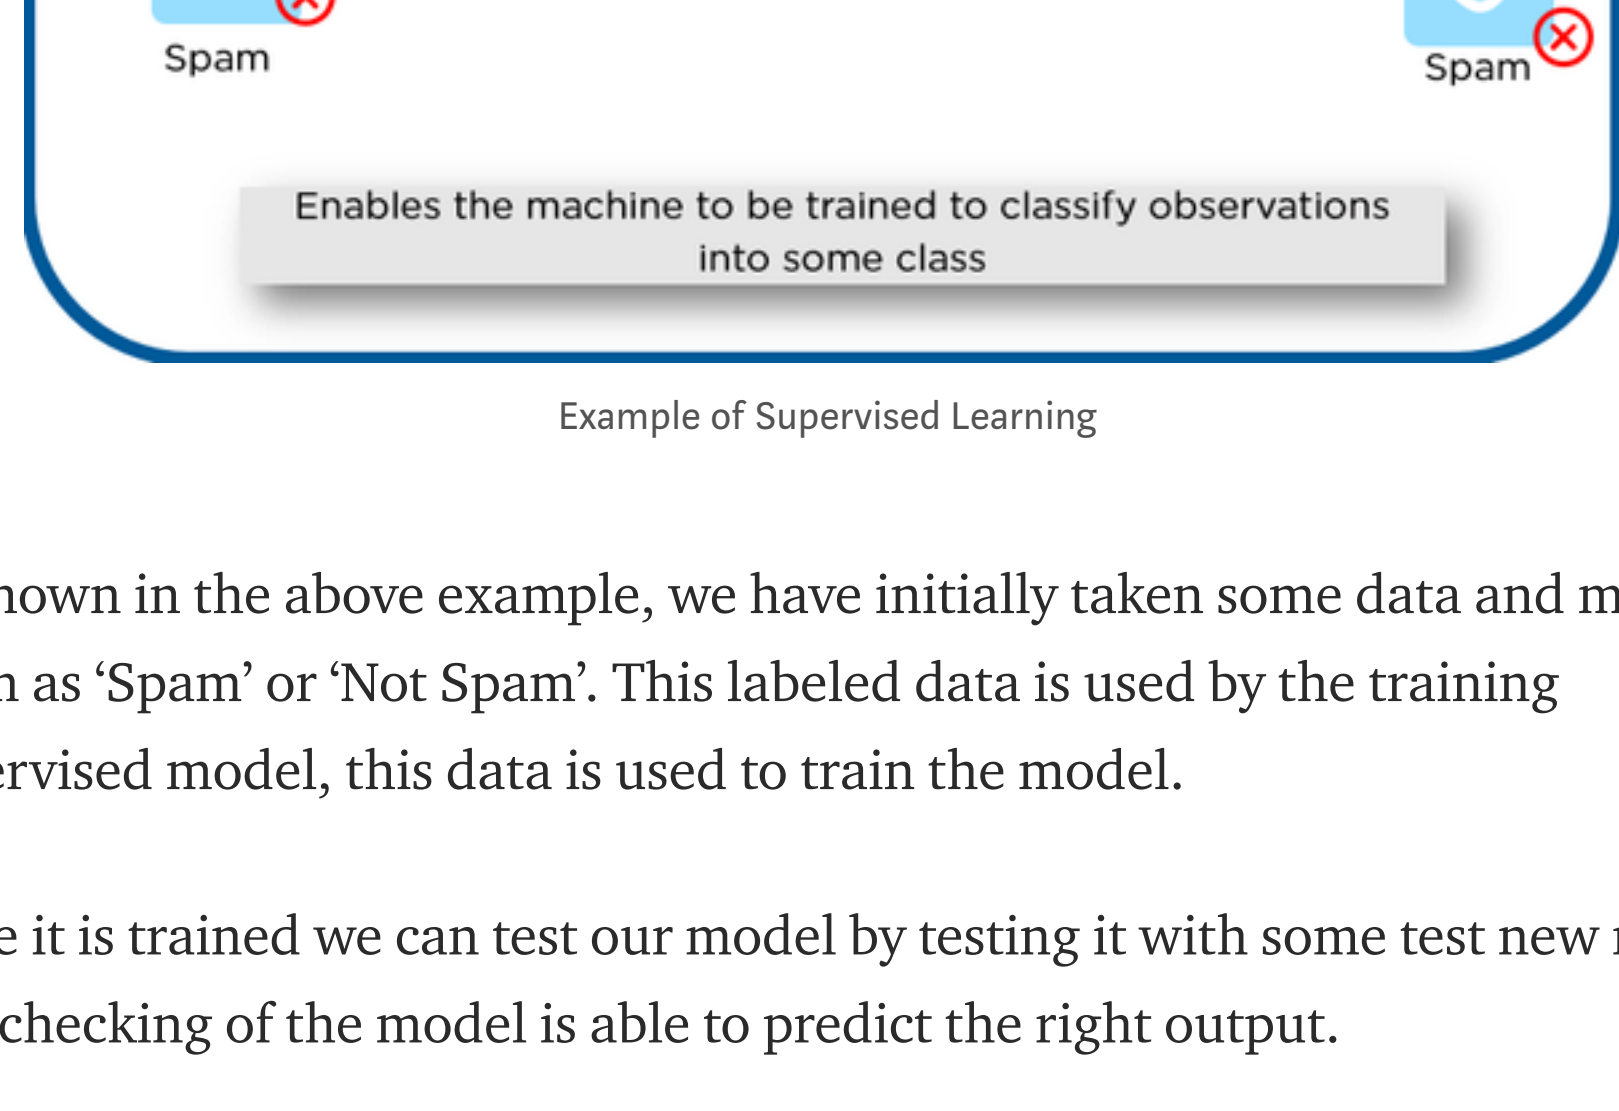 Spam
Spam
Enables the machine to be trained to classify observations
into some class
Example of Supervised Learning
in the above example, we have initially taken some data and
as ‘Spam’ or ‘Not Spam’. This labeled data is used by the training
model, this data is used to train the model.
it is trained we can test our model by testing it with some test new
checking of the model is able to predict the right output.